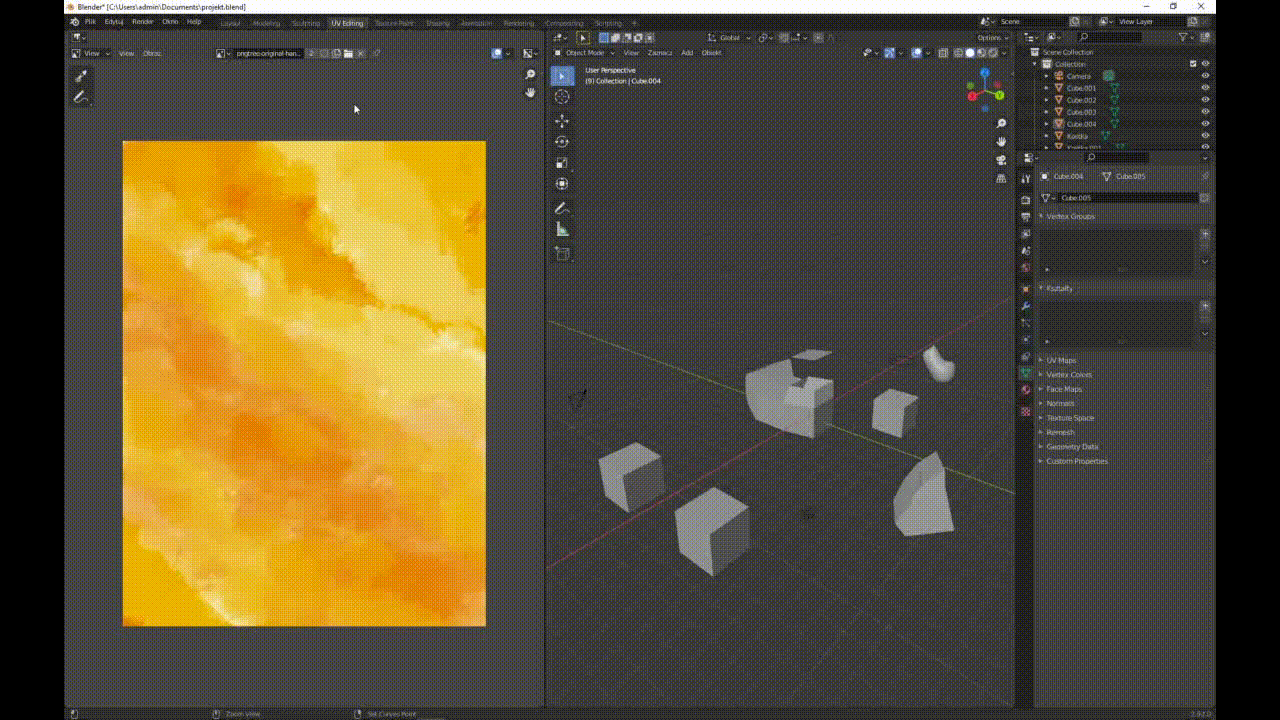 Blender* [C:\Users\admin\Documents\projekt.blend]
Plik Edytuj Render Okno Help Layout Modeling Sculpting UV Editing Texture Paint Shading Animation Rendering Compositing Scripting Scene View Layer
View View Obraz ongtreo-original-han...
Global Options
Object Mode View Zaznacz Add Obiekt
User Perspective
(9) Collection | Cube.004
Scene Collection
Collection
Camera
Cube.001
Cube.002
Cube.003
Cube.004
Kostka
Kostka.001
Cube.004 Cube.005
Cube.005
Vertex Groups
Kształty
UV Maps
Vertex Colors
Face Maps
Normals
Texture Space
Remesh
Geometry Data
Custom Properties
Zoom View Set Curves Point 2.92.0